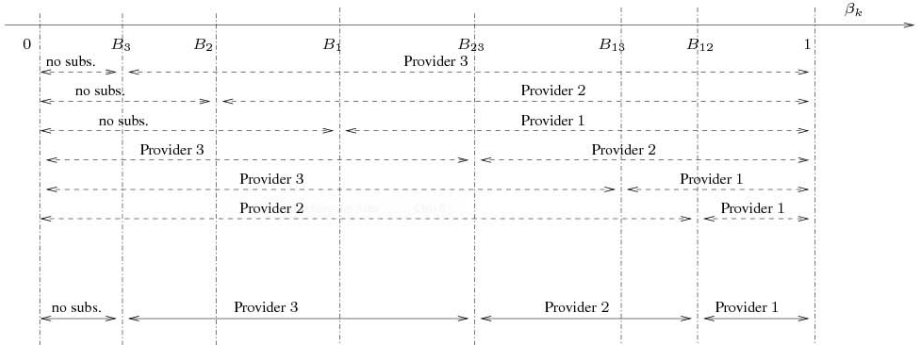 β_k
0 B_3 B_2 B_1 B_23 B_13 B_12 1
no subs. Provider 3
no subs. Provider 2
no subs. Provider 1
Provider 3 Provider 2
Provider 3 Provider 1
Provider 2 Provider 1
no subs. Provider 3 Provider 2 Provider 1